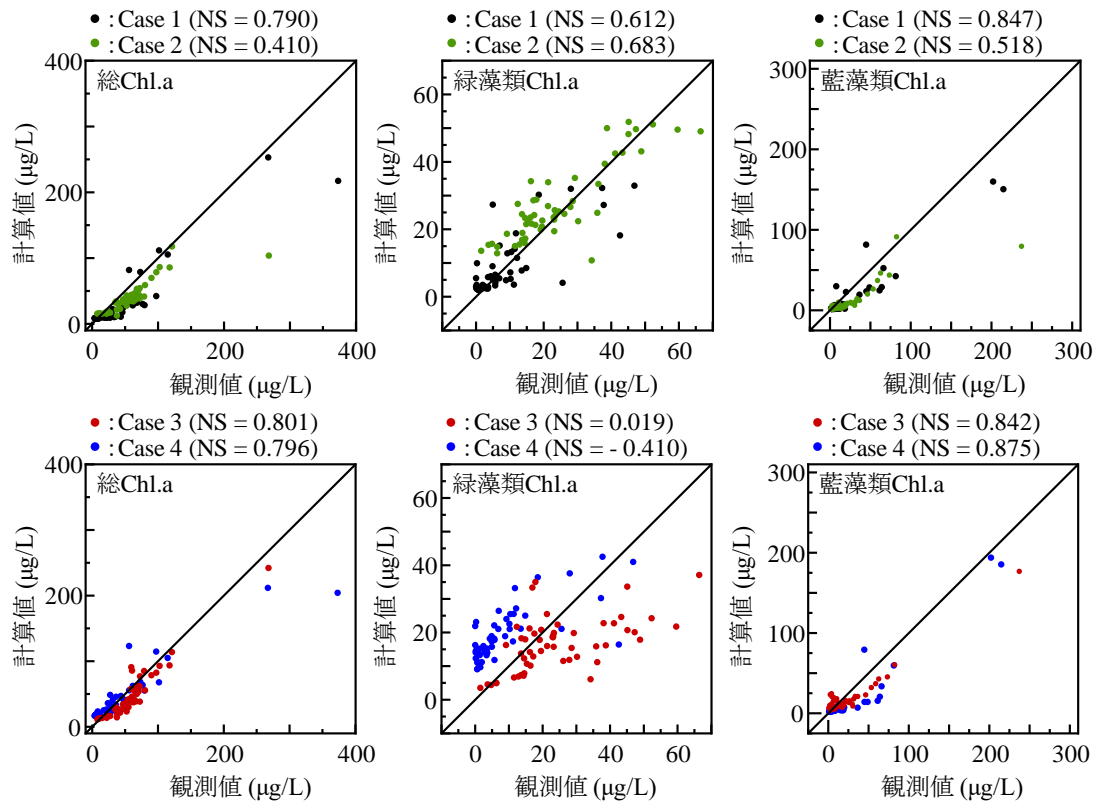 : Case 1 (NS = 0.790)
: Case 2 (NS = 0.410)
400
200
0
総Chl.a
計算値 (μg/L)
0
200
400
観測値 (μg/L)
: Case 1 (NS = 0.612)
: Case 2 (NS = 0.683)
60
40
20
0
緑藻類Chl.a
計算値 (μg/L)
0
20
40
60
観測値 (μg/L)
: Case 1 (NS = 0.847)
: Case 2 (NS = 0.518)
300
200
100
0
藍藻類Chl.a
計算値 (μg/L)
0
100
200
300
観測値 (μg/L)
: Case 3 (NS = 0.801)
: Case 4 (NS = 0.796)
400
200
0
総Chl.a
計算値 (μg/L)
0
200
400
観測値 (μg/L)
: Case 3 (NS = 0.019)
: Case 4 (NS = - 0.410)
60
40
20
0
緑藻類Chl.a
計算値 (μg/L)
0
20
40
60
観測値 (μg/L)
: Case 3 (NS = 0.842)
: Case 4 (NS = 0.875)
300
200
100
0
藍藻類Chl.a
計算値 (μg/L)
0
100
200
300
観測値 (μg/L)